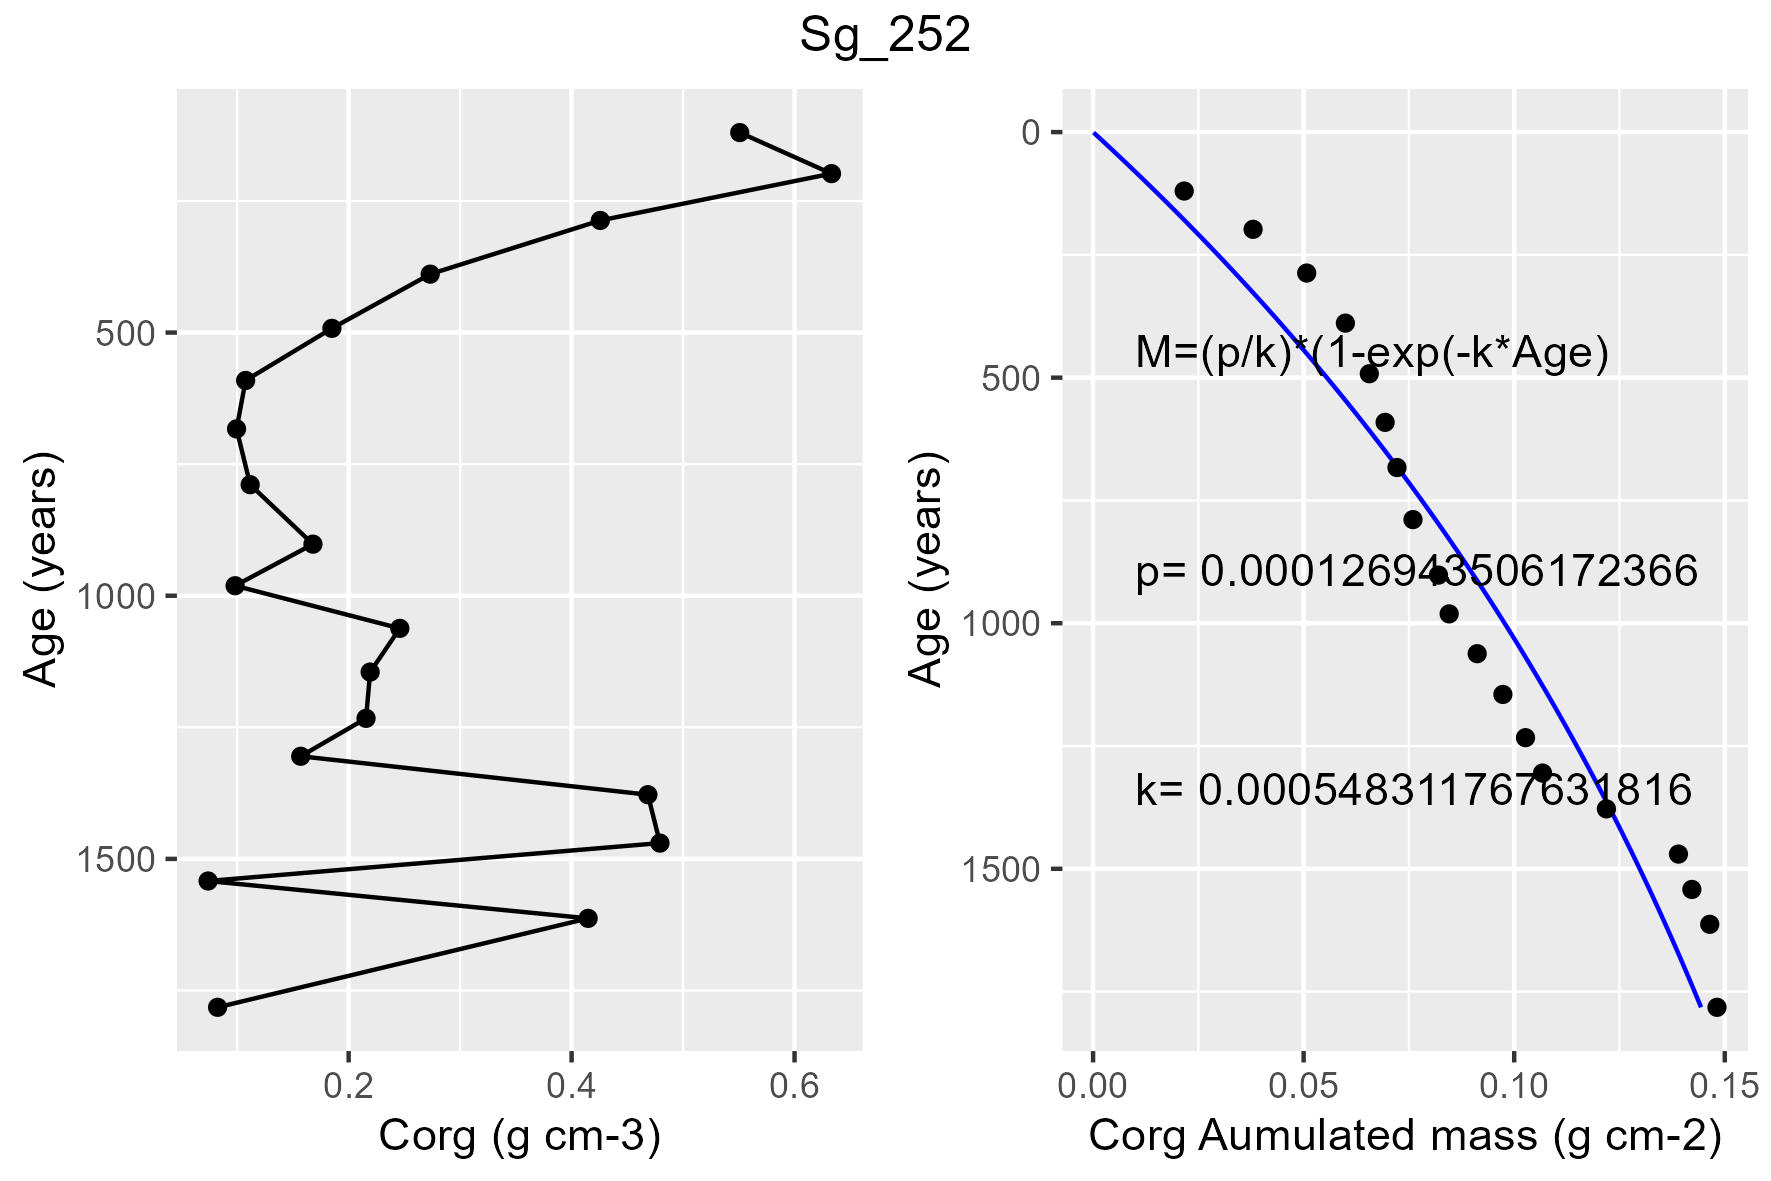 Sg_252
Age (years)
500
1000
1500
0.2
0.4
0.6
Corg (g cm-3)
Age (years)
0
500
1000
1500
M=(p/k)*(1-exp(-k*Age)
p= 0.000126943506172366
k= 0.000548311767631816
0.00
0.05
0.10
0.15
Corg Aumulated mass (g cm-2)